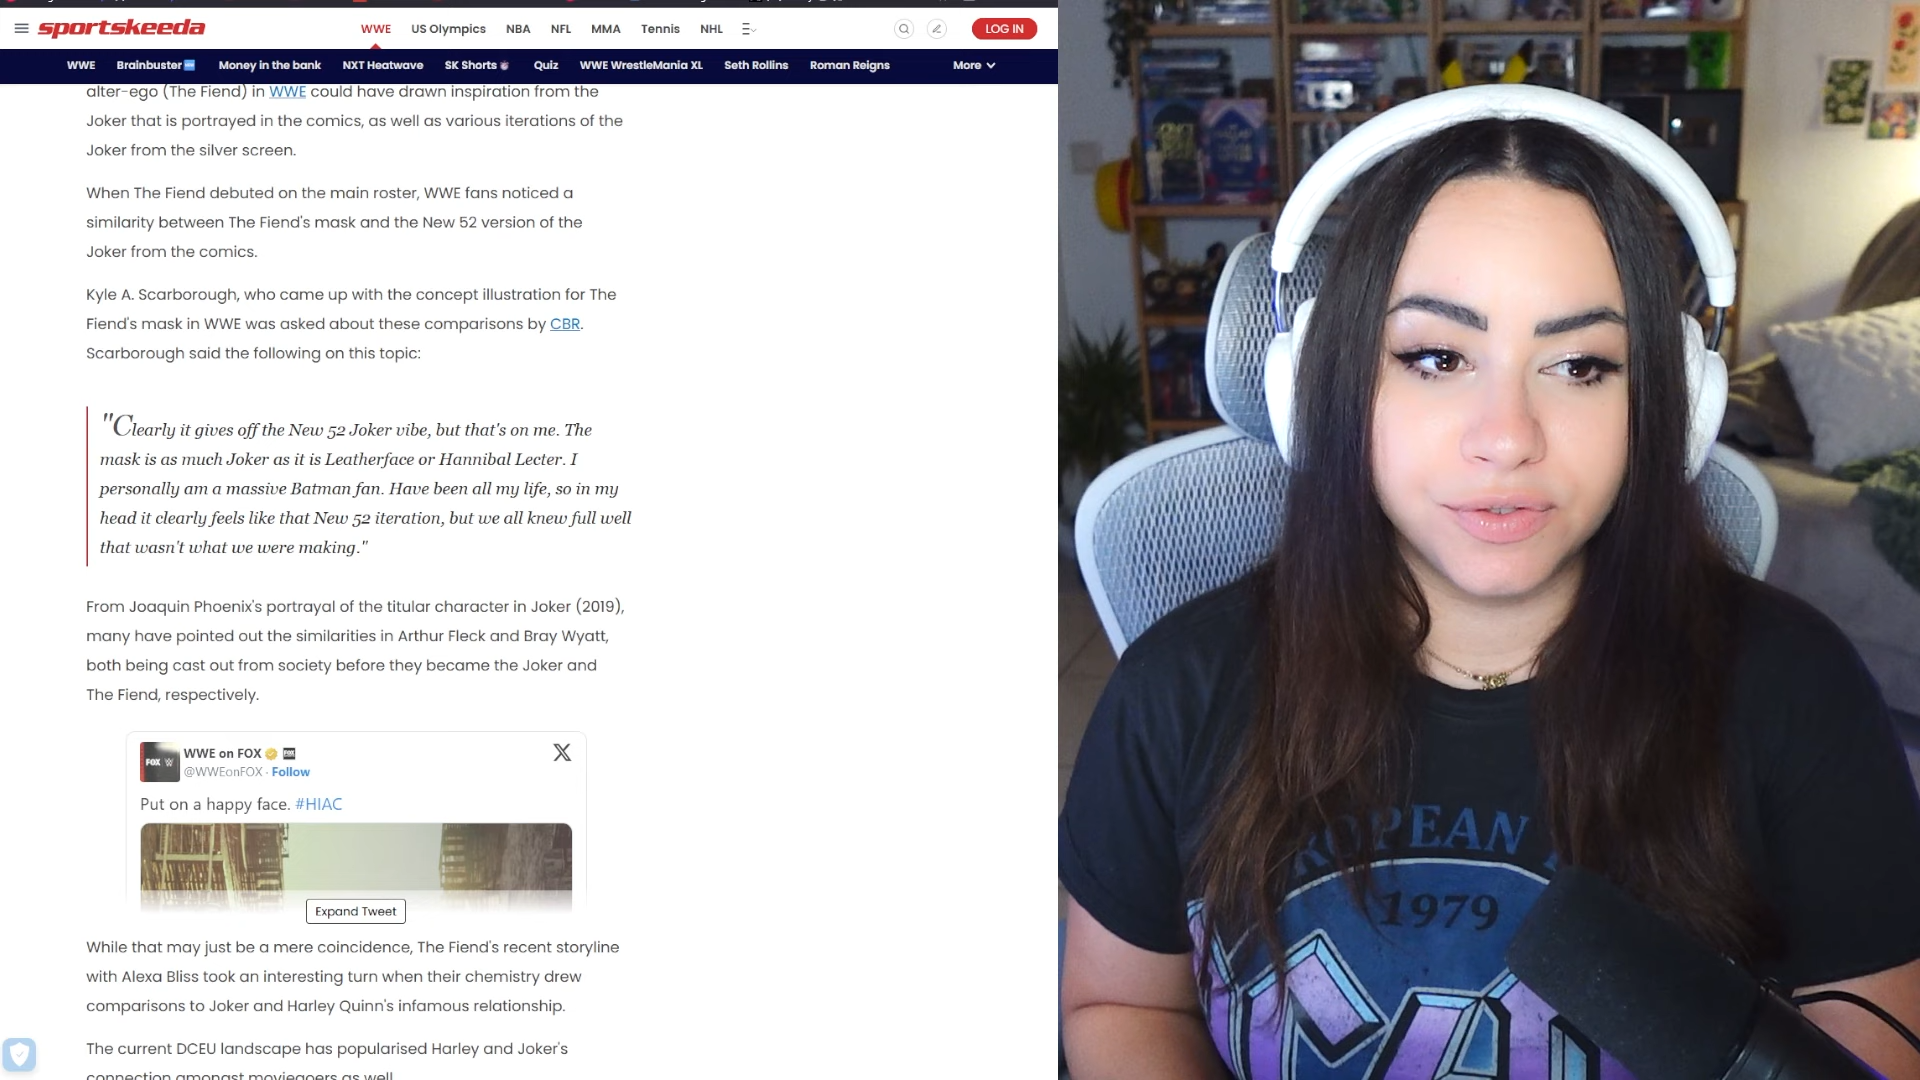 sportskeeda
WWE US Olympics NBA NFL MMA Tennis NHL
LOG IN
WWE Brainbuster Money in the bank NXT Heatwave SK Shorts Quiz WWE WrestleMania XL Seth Rollins Roman Reigns More
alter-ego (The Fiend) in WWE could have drawn inspiration from the
Joker that is portrayed in the comics, as well as various iterations of the
Joker from the silver screen.
When The Fiend debuted on the main roster, WWE fans noticed a
similarity between The Fiend's mask and the New 52 version of the
Joker from the comics.
Kyle A. Scarborough, who came up with the concept illustration for The
Fiend's mask in WWE was asked about these comparisons by CBR.
Scarborough said the following on this topic:
"Clearly it gives off the New 52 Joker vibe, but that's on me. The
mask is as much Joker as it is Leatherface or Hannibal Lecter. I
personally am a massive Batman fan. Have been all my life, so in my
head it clearly feels like that New 52 iteration, but we all knew full well
that wasn't what we were making."
From Joaquin Phoenix's portrayal of the titular character in Joker (2019),
many have pointed out the similarities in Arthur Fleck and Bray Wyatt,
both being cast out from society before they became the Joker and
The Fiend, respectively.
FOX W
WWE on FOX
@WWEonFOX · Follow
Put on a happy face. #HIAC
Expand Tweet
While that may just be a mere coincidence, The Fiend's recent storyline
with Alexa Bliss took an interesting turn when their chemistry drew
comparisons to Joker and Harley Quinn's infamous relationship.
The current DCEU landscape has popularised Harley and Joker's
connection amongst moviegoers as well.
1979